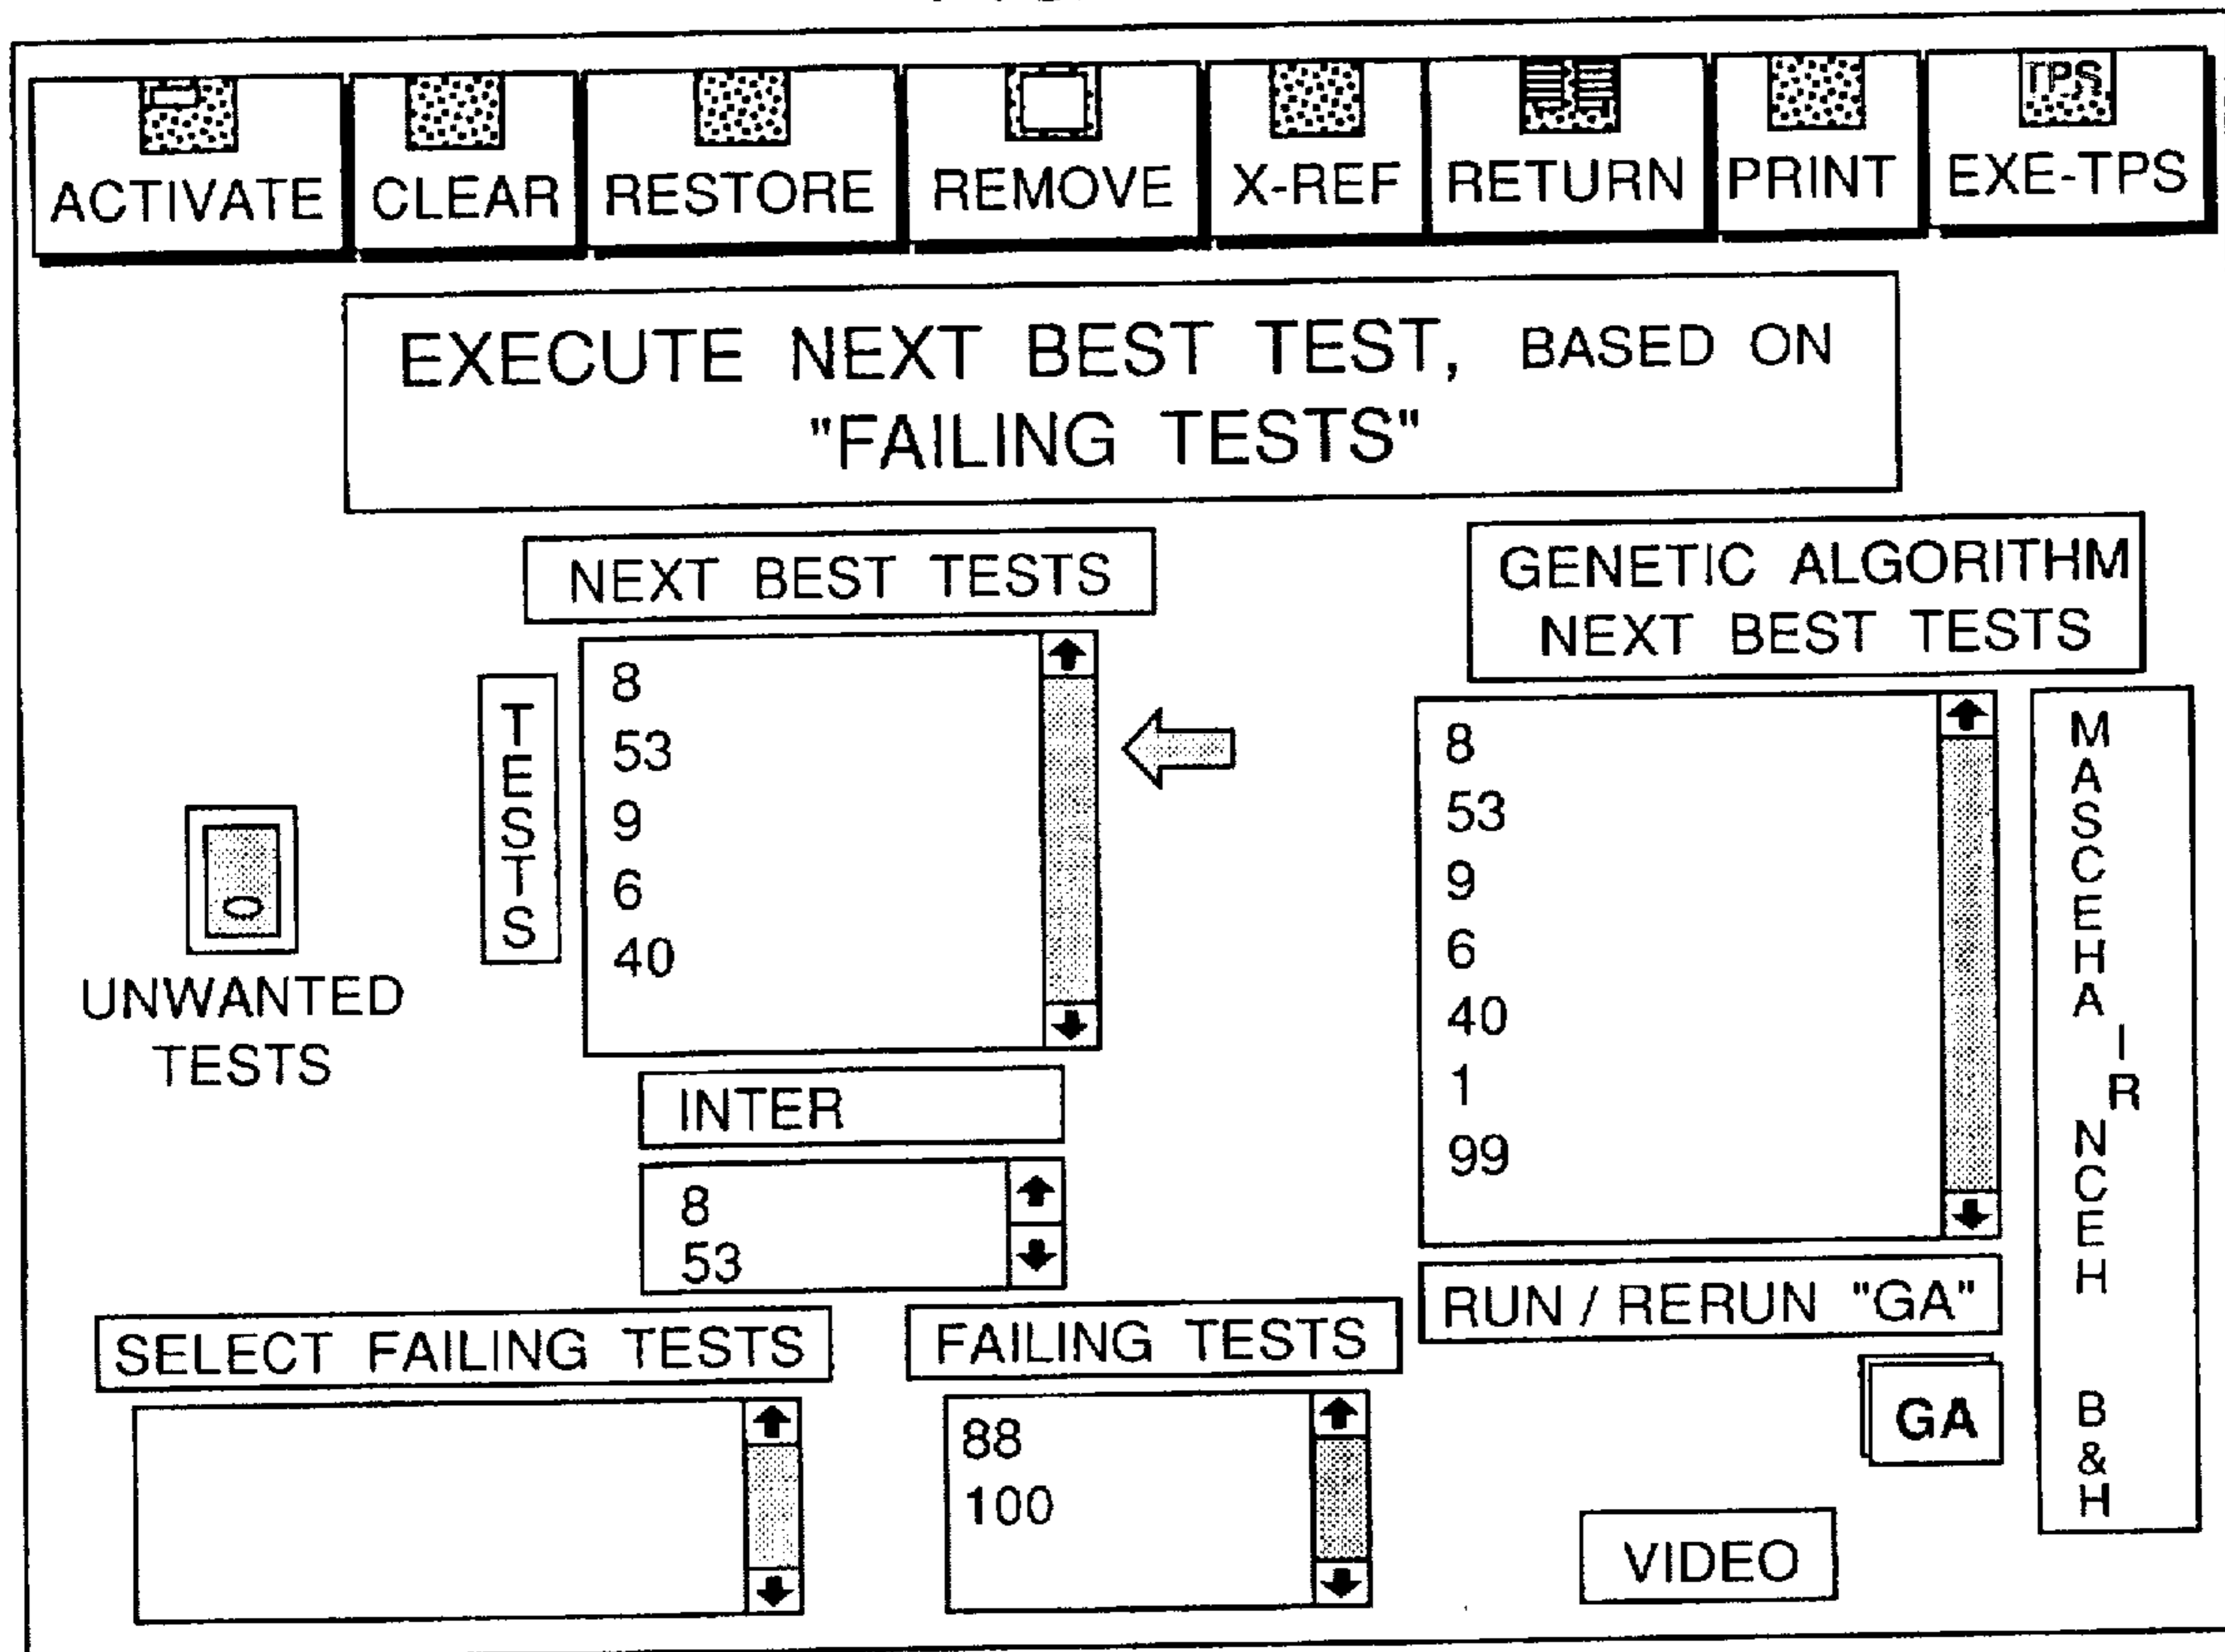 ACTIVATE CLEAR RESTORE REMOVE X-REF RETURN PRINT TPS EXE-TPS
EXECUTE NEXT BEST TEST, BASED ON
"FAILING TESTS"
NEXT BEST TESTS
TESTS
8
53
9
6
40
UNWANTED
TESTS
INTER
8
53
SELECT FAILING TESTS
FAILING TESTS
88
100
GENETIC ALGORITHM
NEXT BEST TESTS
8
53
9
6
40
1
99
RUN / RERUN "GA"
GA
VIDEO
MASCEHA IR NCEH B&H